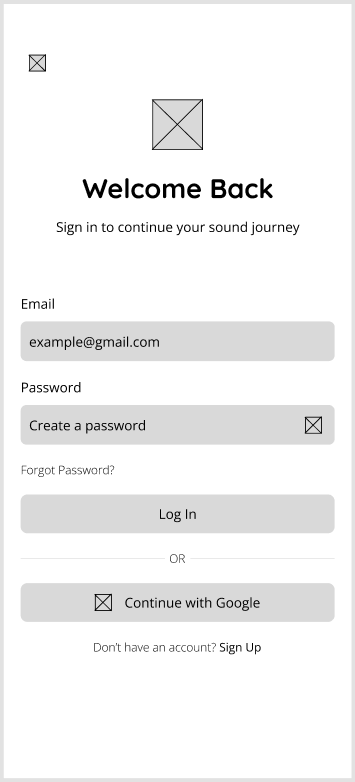 Welcome Back
Sign in to continue your sound journey
Email
example@gmail.com
Password
Create a password
Forgot Password?
Log In
OR
Continue with Google
Don't have an account? Sign Up